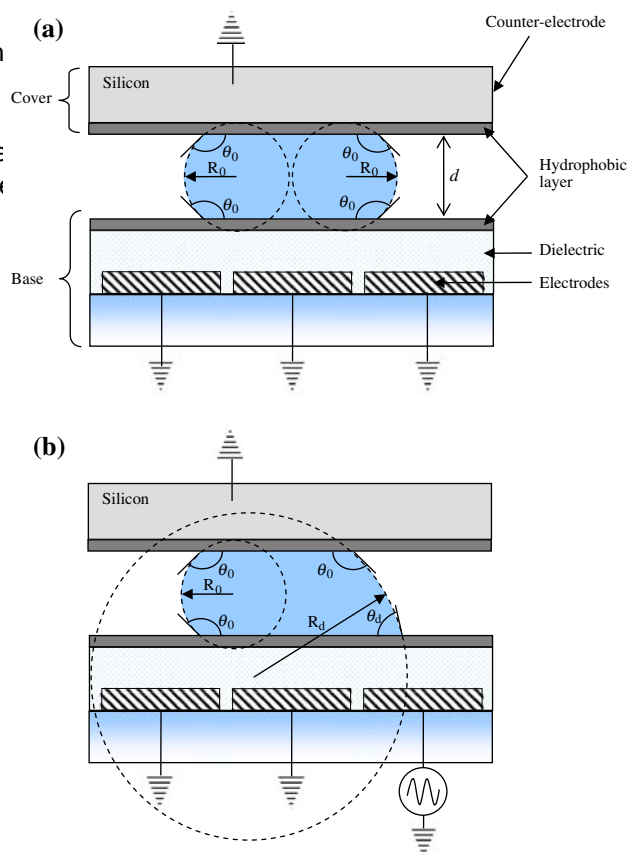 (a)
Counter-electrode
n
Silicon
Cover
a
e
θ0 θ0
R0 R0
d
Hydrophobic
layer
θ0 θ0
Dielectric
Base
Electrodes
(b)
Silicon
θ0 θ0
R0
θ0 Rd θd